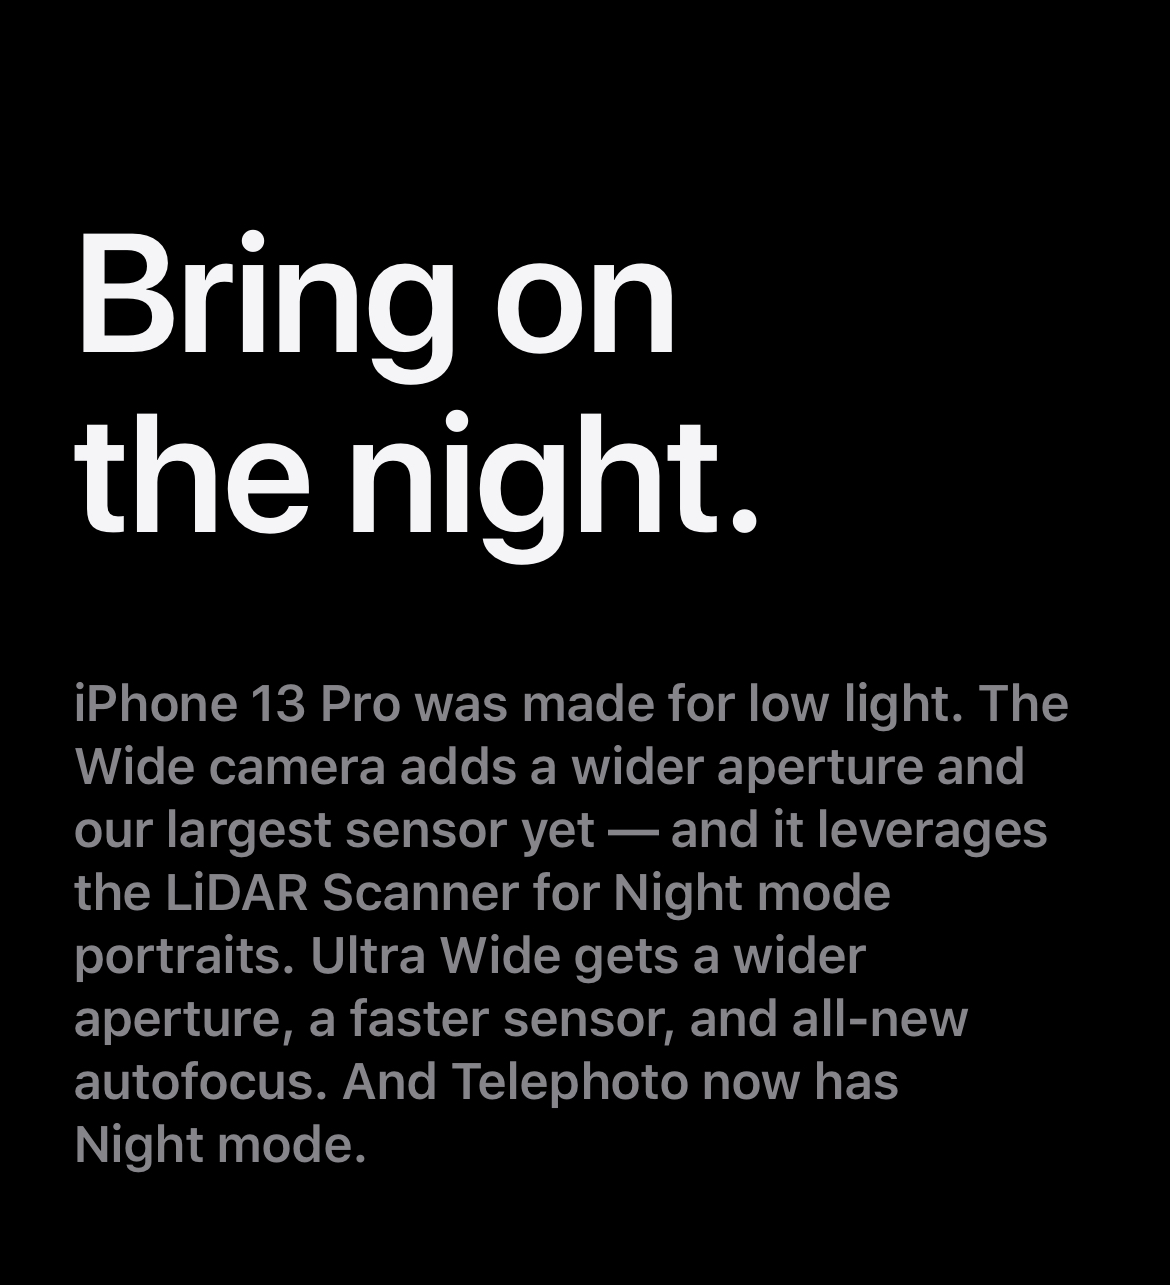 Bring on
the night.
iPhone 13 Pro was made for low light. The
Wide camera adds a wider aperture and
our largest sensor yet — and it leverages
the LiDAR Scanner for Night mode
portraits. Ultra Wide gets a wider
aperture, a faster sensor, and all-new
autofocus. And Telephoto now has
Night mode.